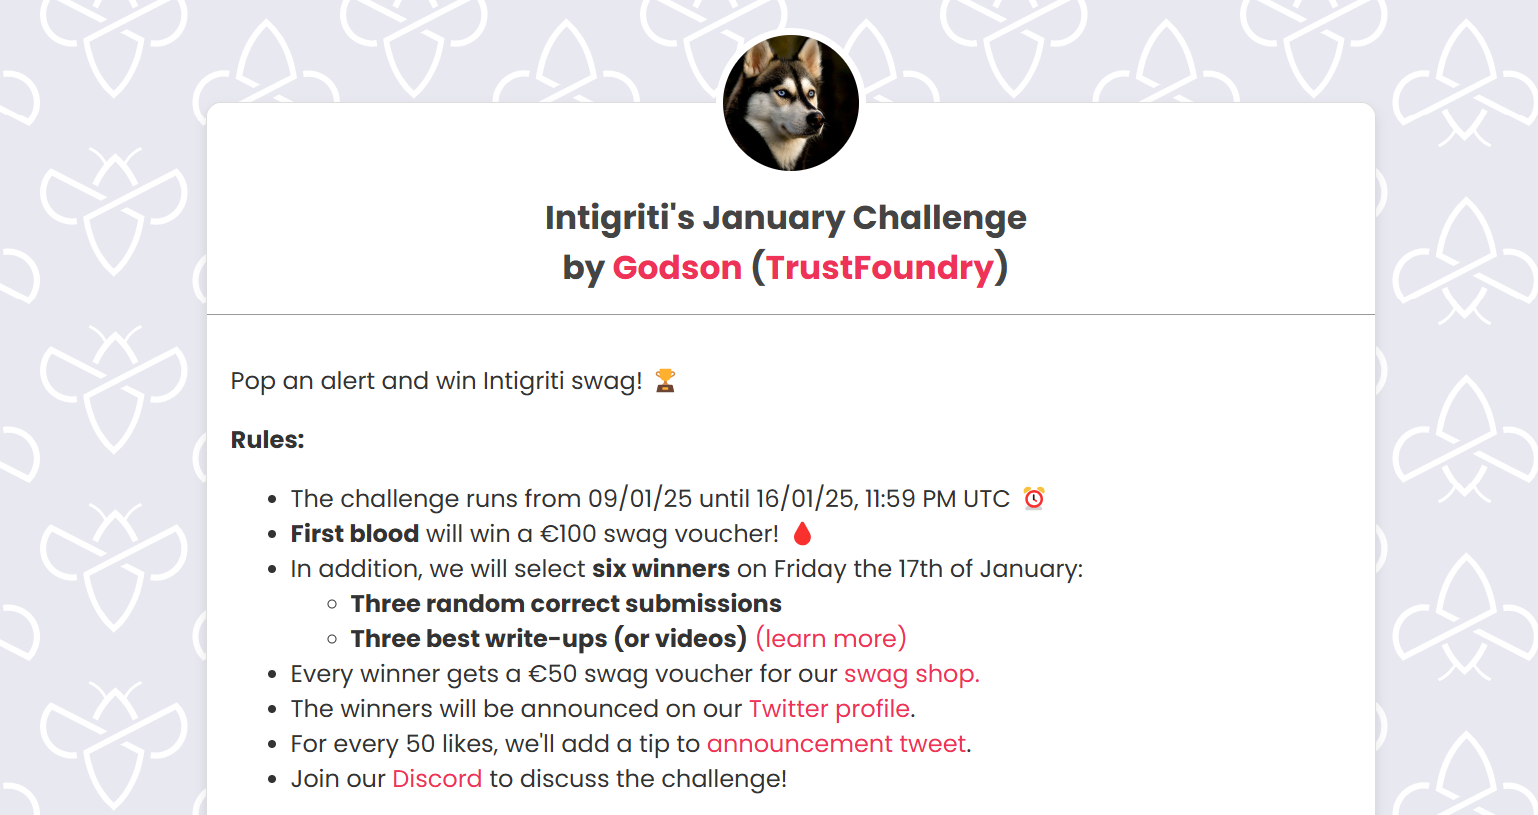 Intigriti's January Challenge
by Godson (TrustFoundry)
Pop an alert and win Intigriti swag! 🏆
Rules:
• The challenge runs from 09/01/25 until 16/01/25, 11:59 PM UTC ⏰
• First blood will win a €100 swag voucher! 🩸
• In addition, we will select six winners on Friday the 17th of January:
◦ Three random correct submissions
◦ Three best write-ups (or videos) (learn more)
• Every winner gets a €50 swag voucher for our swag shop.
• The winners will be announced on our Twitter profile.
• For every 50 likes, we'll add a tip to announcement tweet.
• Join our Discord to discuss the challenge!